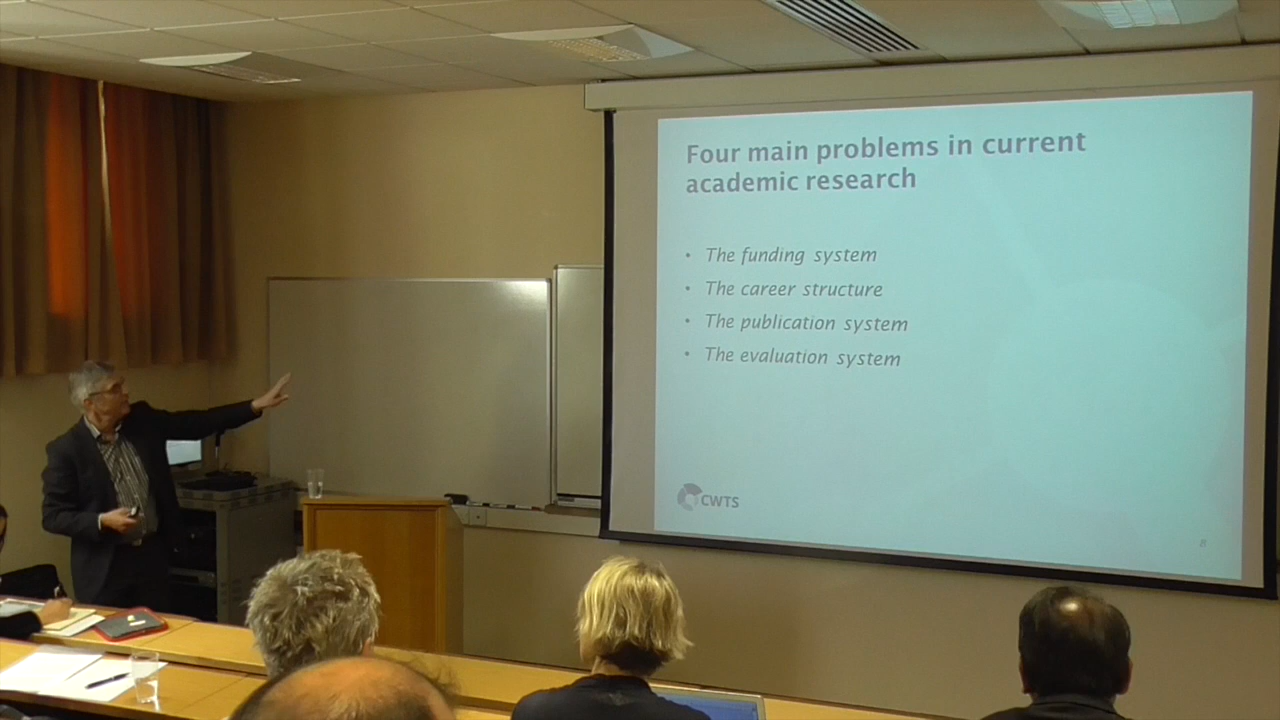 Four main problems in current
academic research
• The funding system
• The career structure
• The publication system
• The evaluation system
CWTS
8